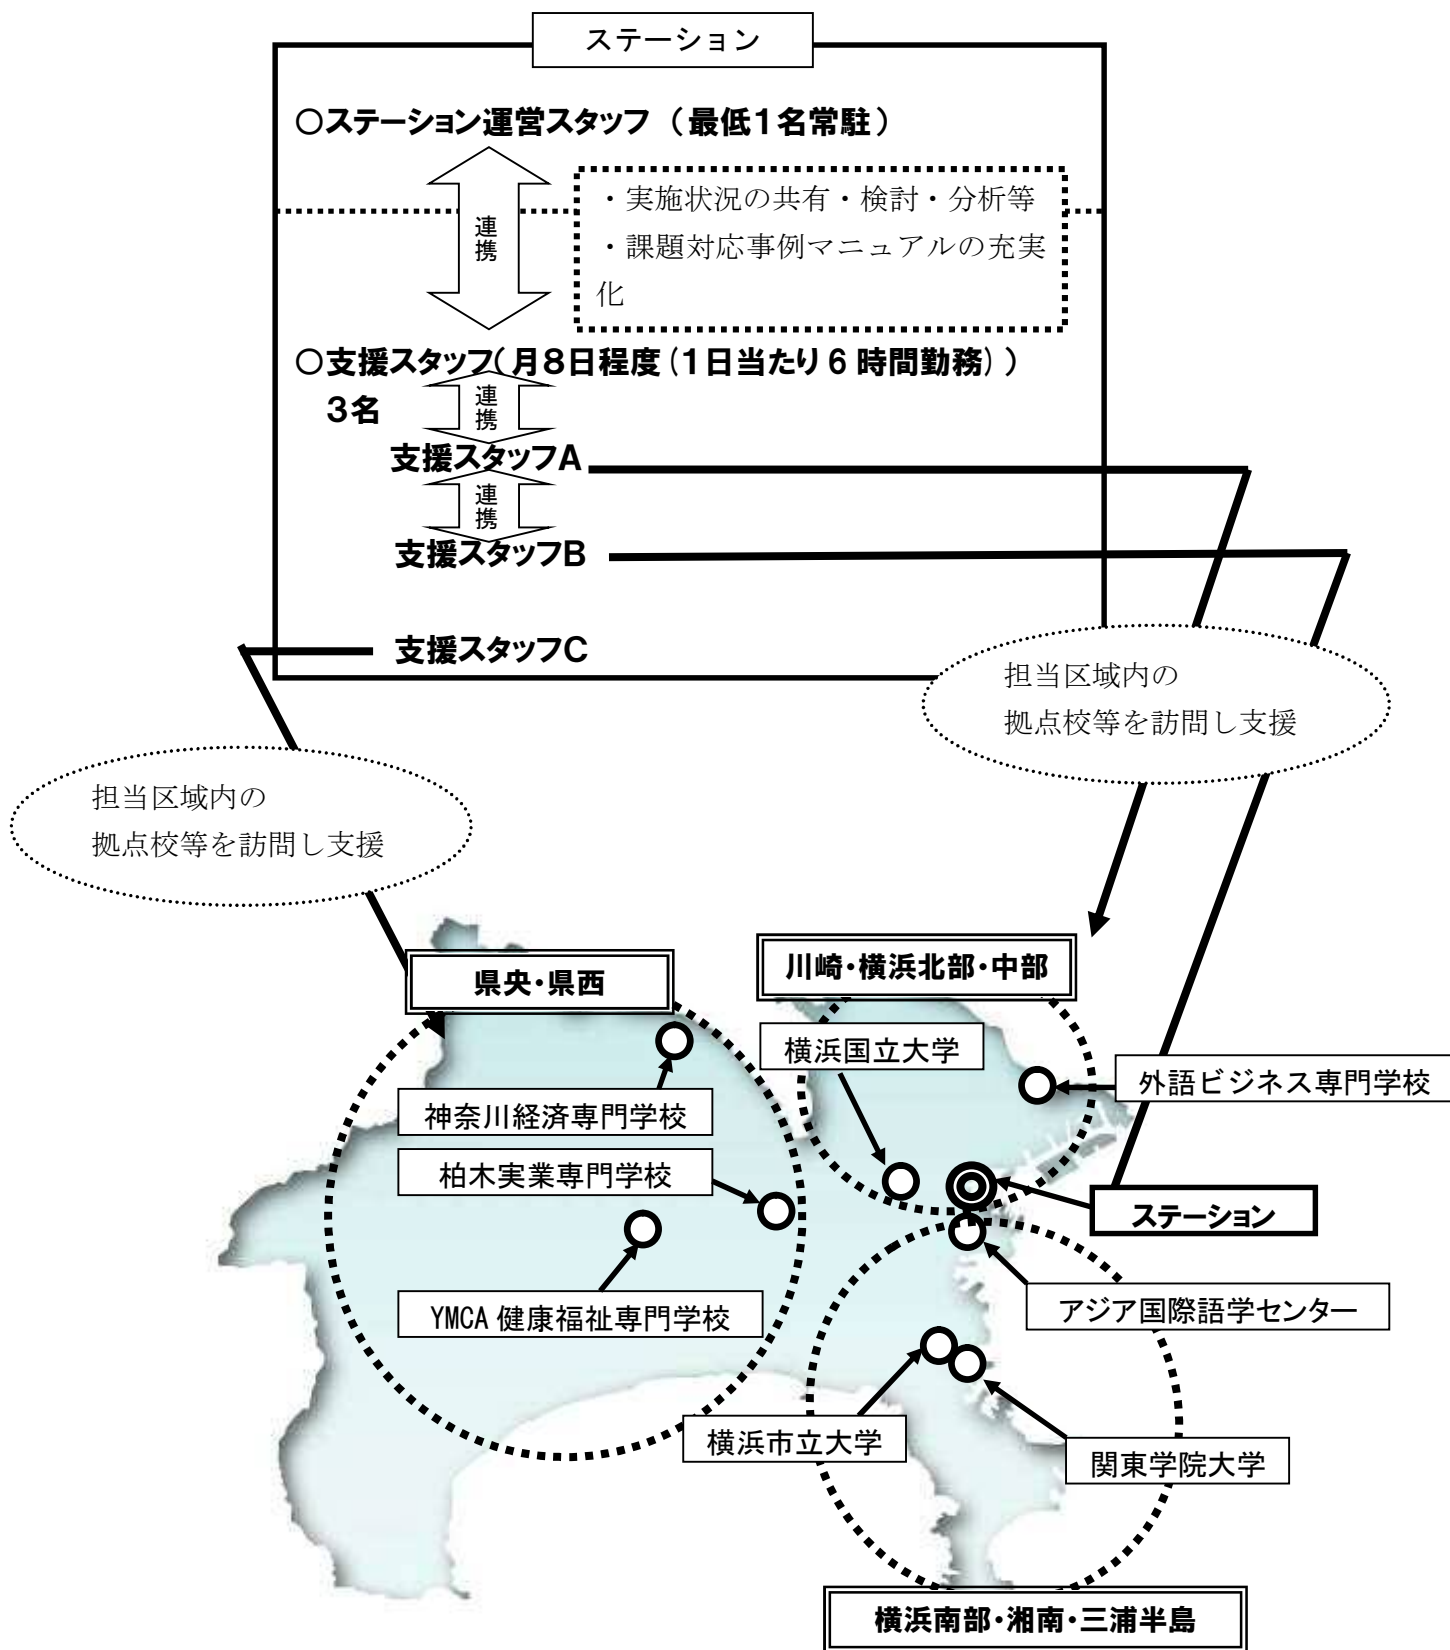 ステーション
○ステーション運営スタッフ（最低1名常駐）
連携
・実施状況の共有・検討・分析等
・課題対応事例マニュアルの充実
化
○支援スタッフ（月8日程度（1日当たり6時間勤務））
3名
連携
支援スタッフA
連携
支援スタッフB
支援スタッフC
担当区域内の
拠点校等を訪問し支援
担当区域内の
拠点校等を訪問し支援
県央・県西
川崎・横浜北部・中部
横浜国立大学
外語ビジネス専門学校
神奈川経済専門学校
柏木実業専門学校
ステーション
YMCA健康福祉専門学校
アジア国際語学センター
横浜市立大学
関東学院大学
横浜南部・湘南・三浦半島